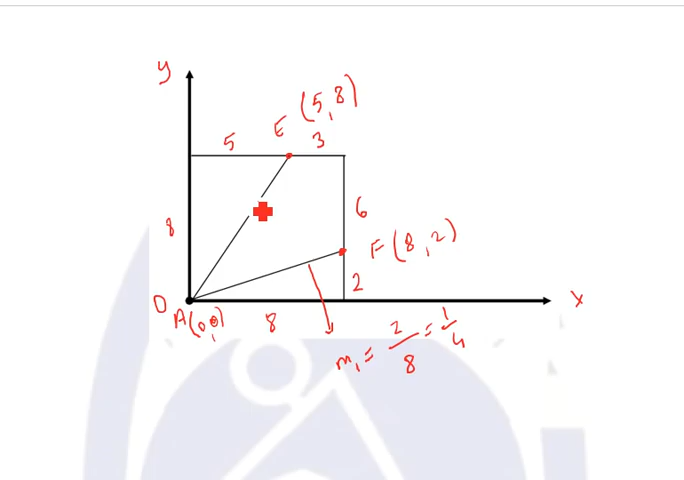 y
E (5,8)
5
3
8
6
F (8,2)
2
O
A(0,0)
8
x
m₁ = 2/8 = 1/4